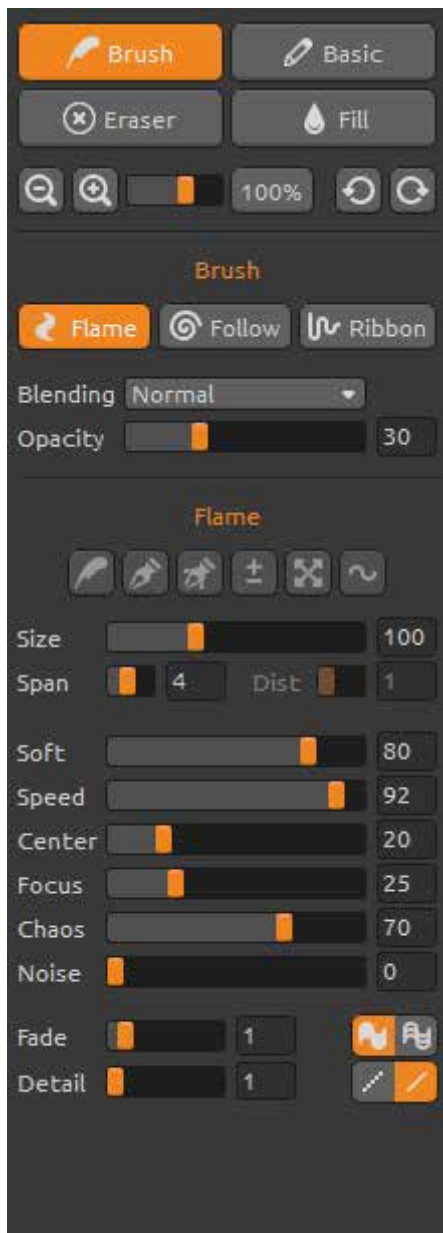 Brush Basic
Eraser Fill
100%
Brush
Flame Follow Ribbon
Blending Normal
Opacity 30
Flame
Size 100
Span 4 Dist 1
Soft 80
Speed 92
Center 20
Focus 25
Chaos 70
Noise 0
Fade 1
Detail 1